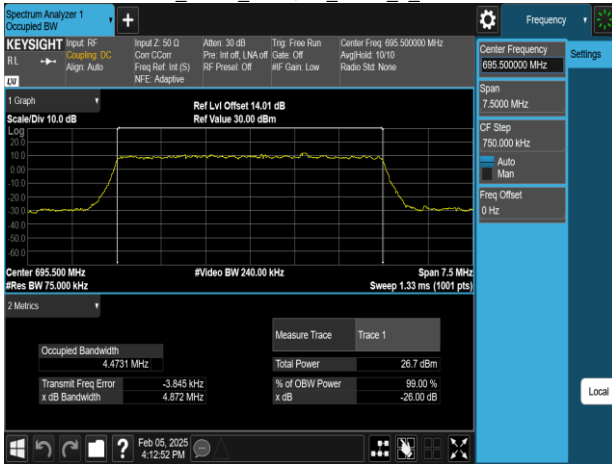 Spectrum Analyzer 1
Occupied BW
Frequency
KEYSIGHT
RL
LXI
Input: RF
Coupling: DC
Align: Auto
Input Z: 50 Ω
Corr CCorr
Freq Ref: Int (S)
NFE: Adaptive
Atten: 30 dB
Pre: Int off, LNA off
RF Presel: Off
Trig: Free Run
Gate: Off
#IF Gain: Low
Center Freq: 695.500000 MHz
Avg|Hold: 10/10
Radio Std: None
Center Frequency
695.500000 MHz
Settings
Span
7.5000 MHz
CF Step
750.000 kHz
Auto
Man
Freq Offset
0 Hz
Local
1 Graph
Scale/Div 10.0 dB
Ref Lvl Offset 14.01 dB
Ref Value 30.00 dBm
Log
20.0
10.0
0.00
-10.0
-20.0
-30.0
-40.0
-50.0
-60.0
Center 695.500 MHz
#Video BW 240.00 kHz
Span 7.5 MHz
#Res BW 75.000 kHz
Sweep 1.33 ms (1001 pts)
2 Metrics
Measure Trace Trace 1
Occupied Bandwidth
4.4731 MHz
Total Power 26.7 dBm
Transmit Freq Error -3.845 kHz
% of OBW Power 99.00 %
x dB Bandwidth 4.872 MHz
x dB -26.00 dB
?
Feb 05, 2025
4:12:52 PM